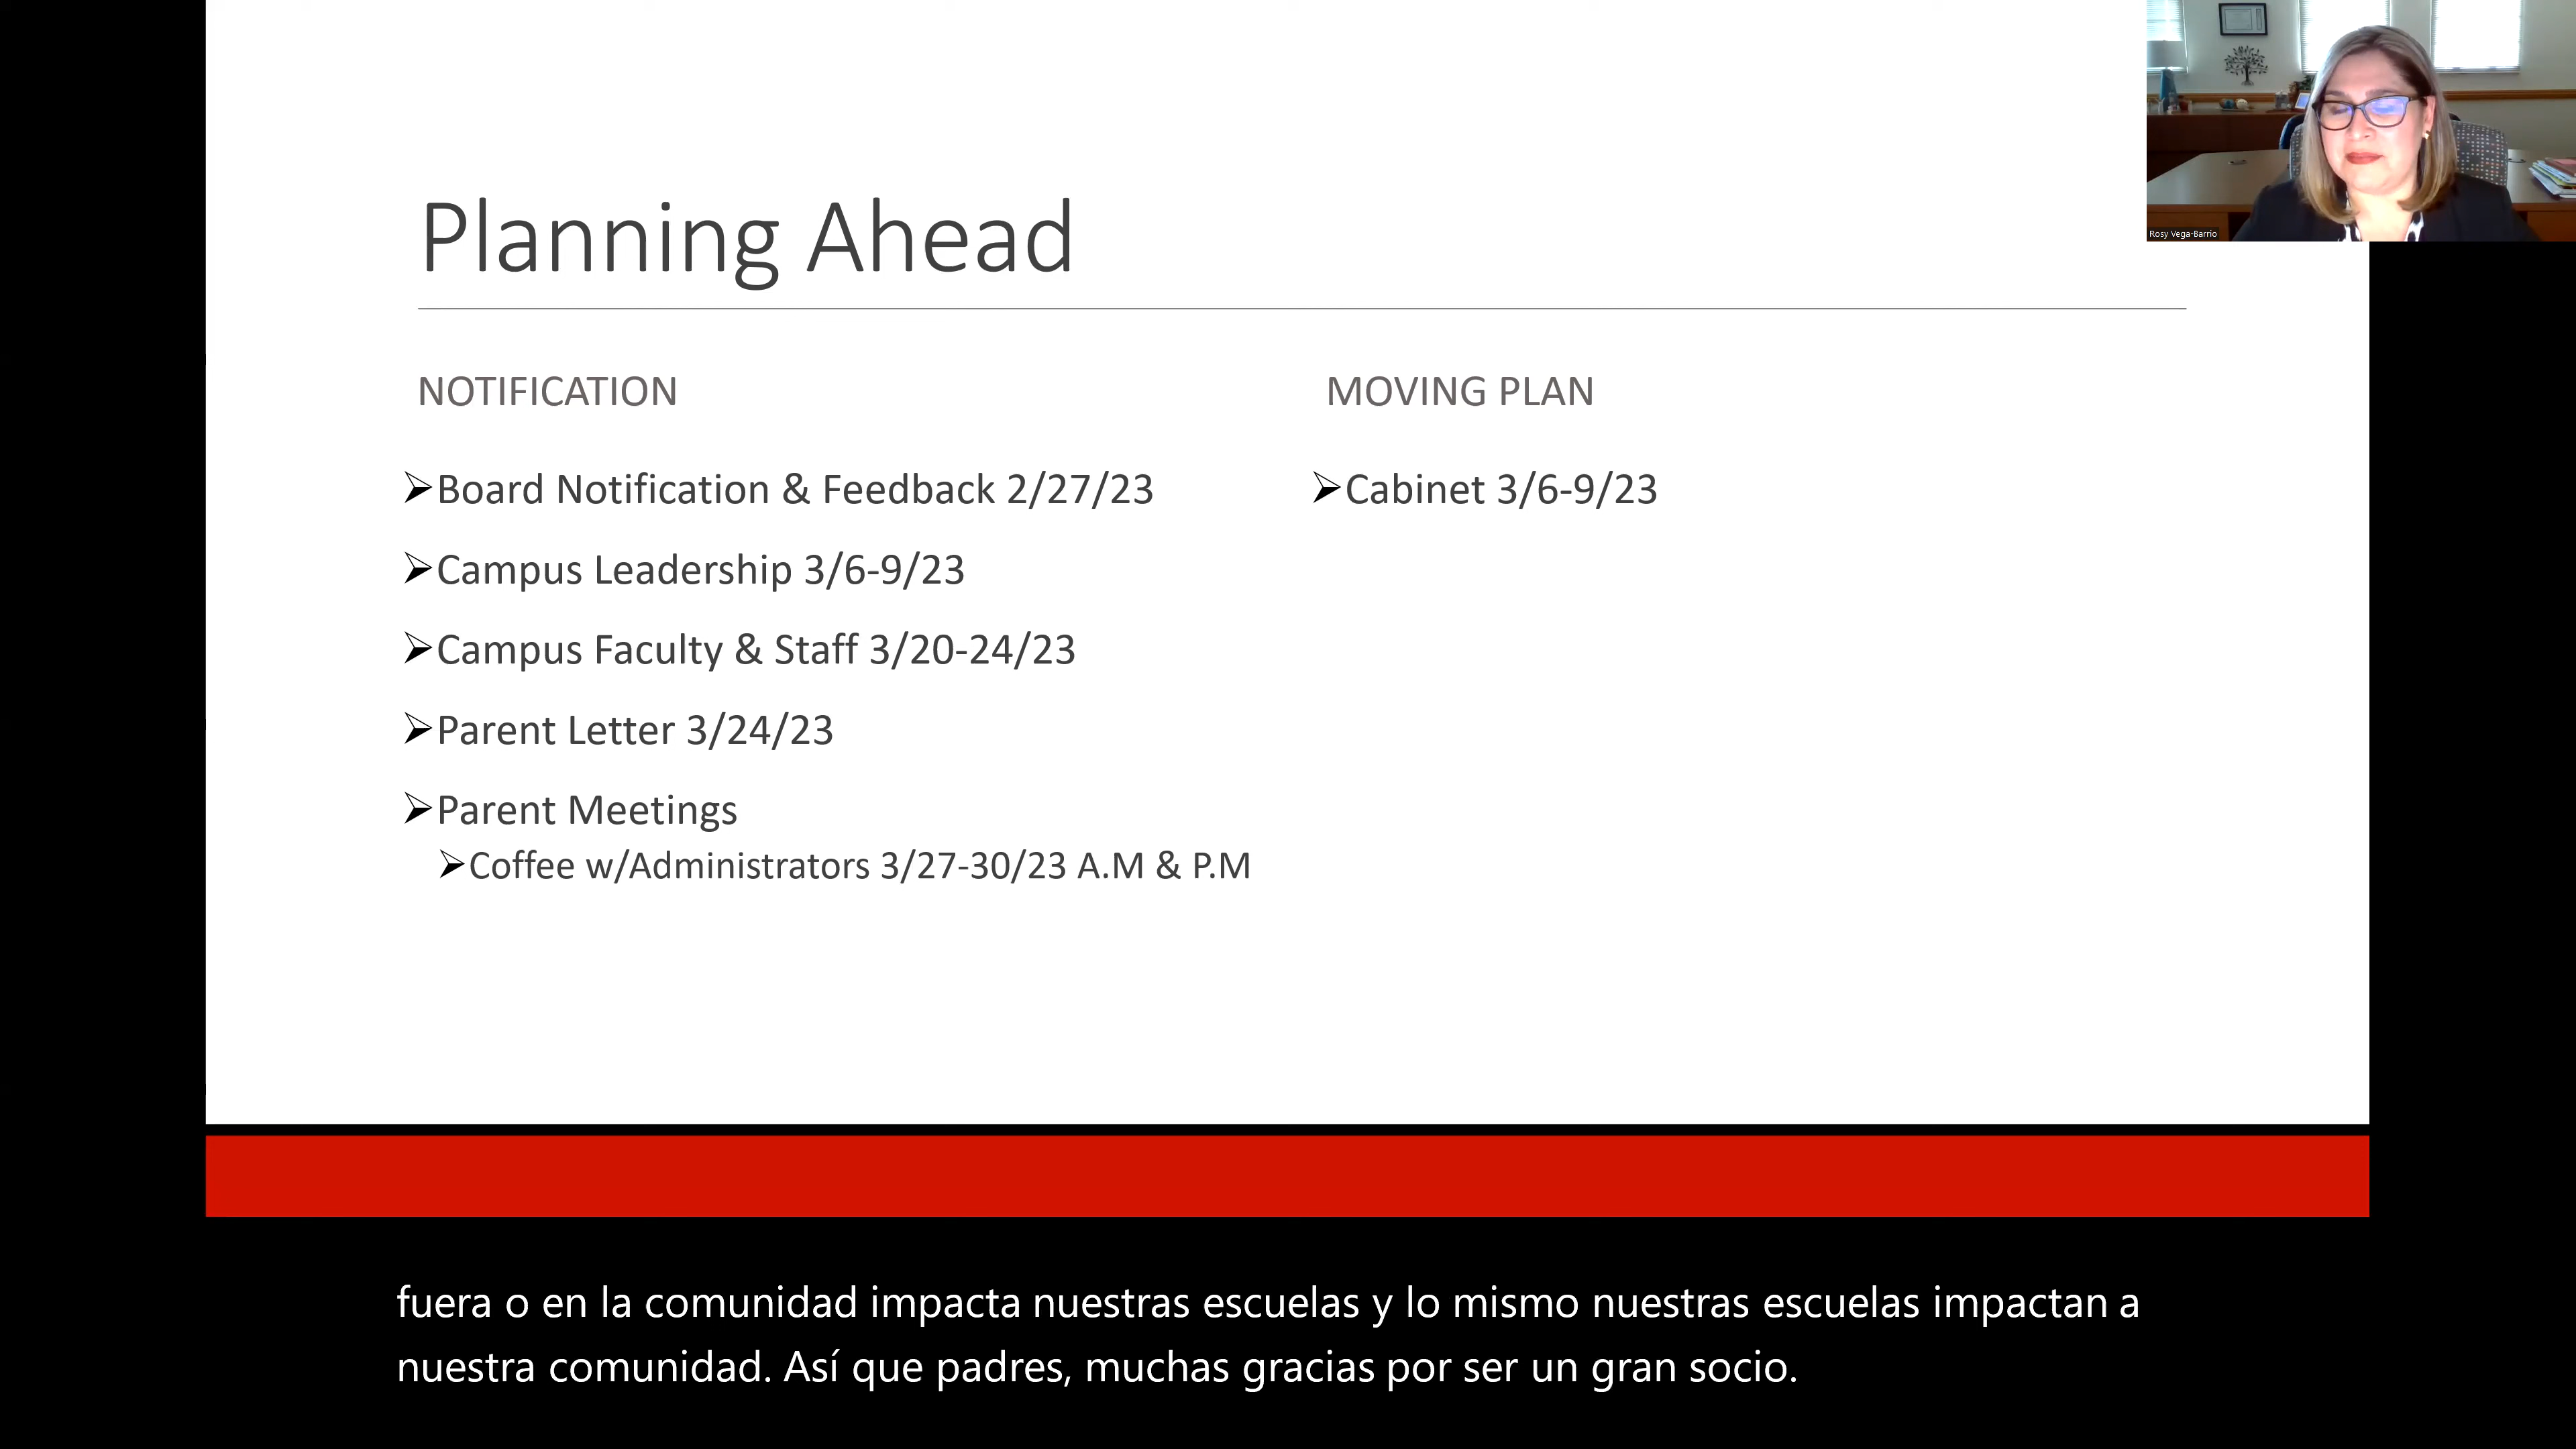 Rosy Vega-Barrio
Planning Ahead
NOTIFICATION
➢Board Notification & Feedback 2/27/23
➢Campus Leadership 3/6-9/23
➢Campus Faculty & Staff 3/20-24/23
➢Parent Letter 3/24/23
➢Parent Meetings
➢Coffee w/Administrators 3/27-30/23 A.M & P.M
MOVING PLAN
➢Cabinet 3/6-9/23
fuera o en la comunidad impacta nuestras escuelas y lo mismo nuestras escuelas impactan a
nuestra comunidad. Así que padres, muchas gracias por ser un gran socio.